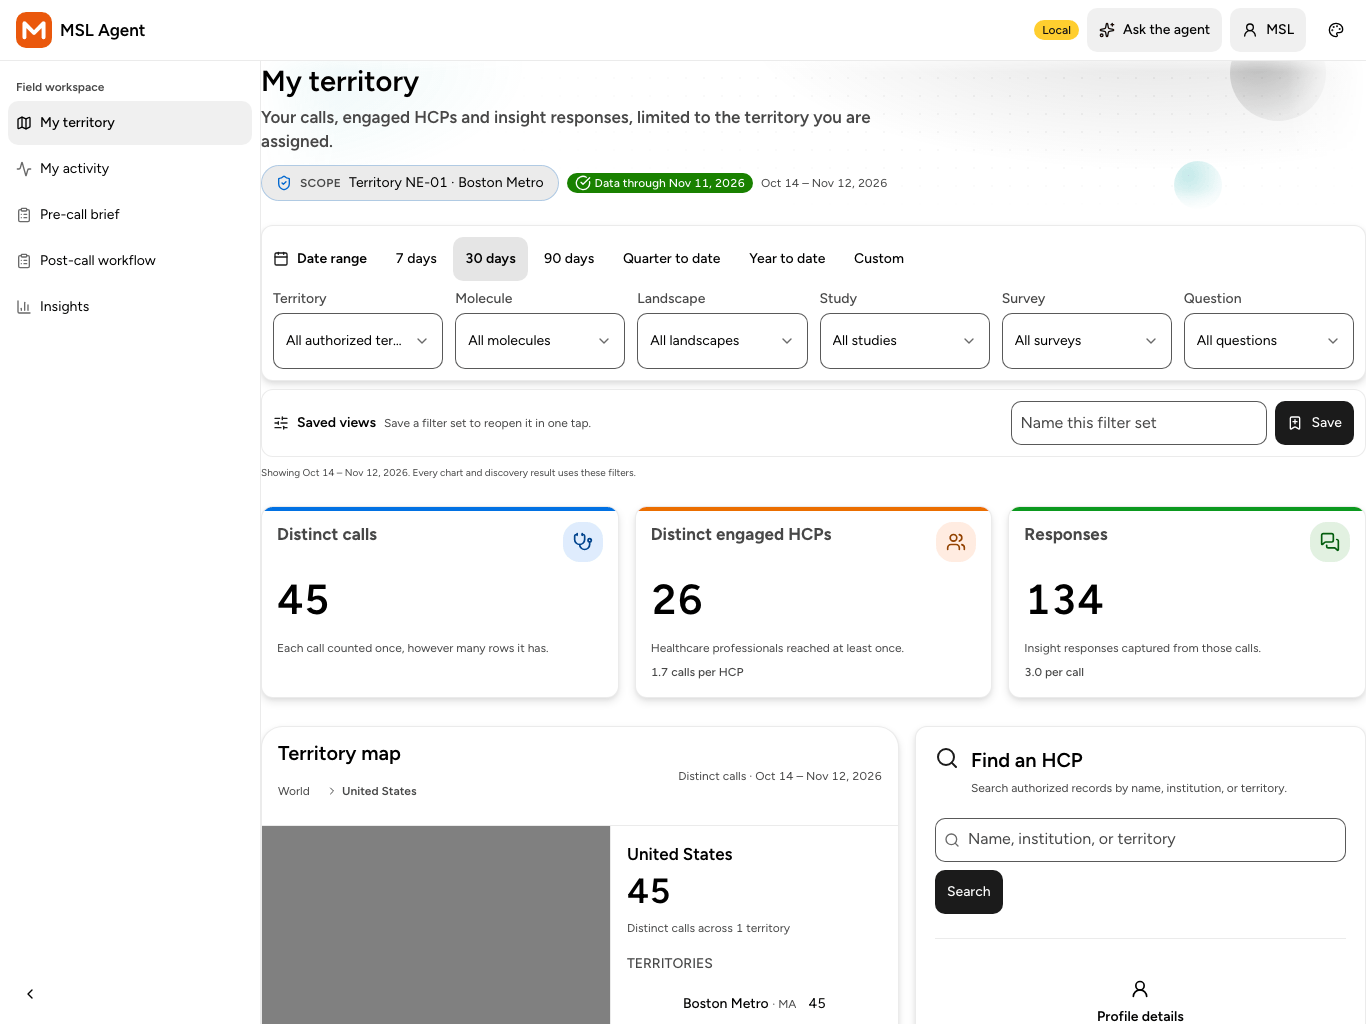 MSL Agent
Local
Ask the agent
MSL
Field workspace
My territory
My activity
Pre-call brief
Post-call workflow
Insights
My territory
Your calls, engaged HCPs and insight responses, limited to the territory you are
assigned.
SCOPE Territory NE-01 · Boston Metro
Data through Nov 11, 2026
Oct 14 – Nov 12, 2026
Date range
7 days
30 days
90 days
Quarter to date
Year to date
Custom
Territory
Molecule
Landscape
Study
Survey
Question
All authorized ter...
All molecules
All landscapes
All studies
All surveys
All questions
Saved views
Save a filter set to reopen it in one tap.
Name this filter set
Save
Showing Oct 14 – Nov 12, 2026. Every chart and discovery result uses these filters.
Distinct calls
45
Each call counted once, however many rows it has.
Distinct engaged HCPs
26
Healthcare professionals reached at least once.
1.7 calls per HCP
Responses
134
Insight responses captured from those calls.
3.0 per call
Territory map
World
United States
Distinct calls · Oct 14 – Nov 12, 2026
United States
45
Distinct calls across 1 territory
TERRITORIES
Boston Metro · MA 45
Find an HCP
Search authorized records by name, institution, or territory.
Name, institution, or territory
Search
Profile details